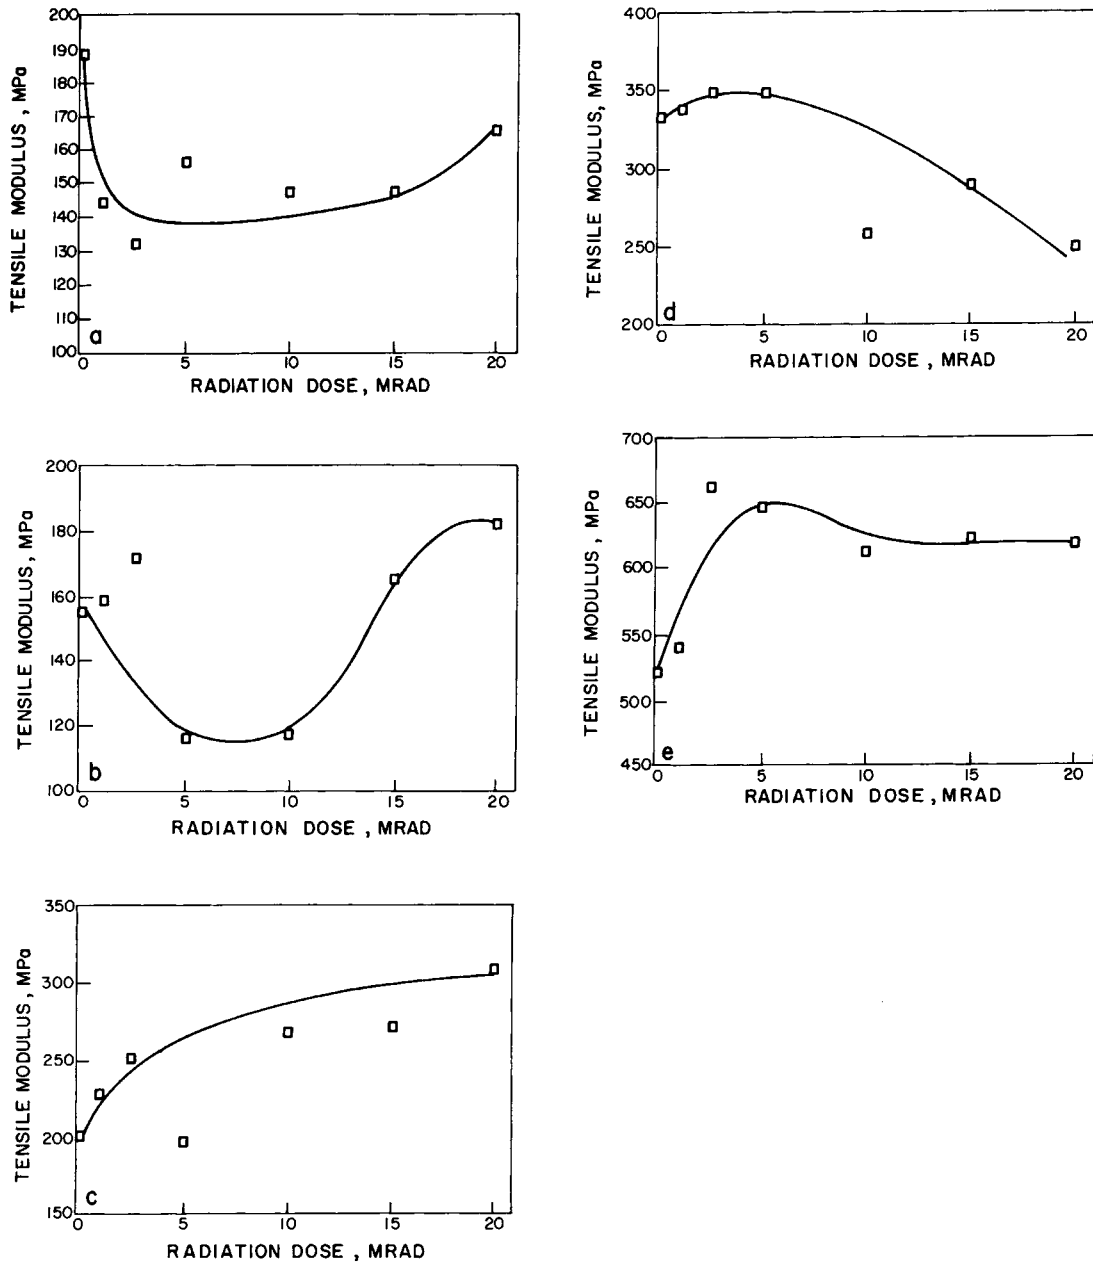 200
190
180
170
160
150
140
130
120
110
100
TENSILE MODULUS, MPa
a
0 5 10 15 20
RADIATION DOSE, MRAD
400
350
300
250
200
TENSILE MODULUS, MPa
d
0 5 10 15 20
RADIATION DOSE, MRAD
200
180
160
140
120
100
TENSILE MODULUS, MPa
b
0 5 10 15 20
RADIATION DOSE, MRAD
700
650
600
550
500
450
TENSILE MODULUS, MPa
e
0 5 10 15 20
RADIATION DOSE, MRAD
350
300
250
200
150
TENSILE MODULUS, MPa
c
0 5 10 15 20
RADIATION DOSE, MRAD